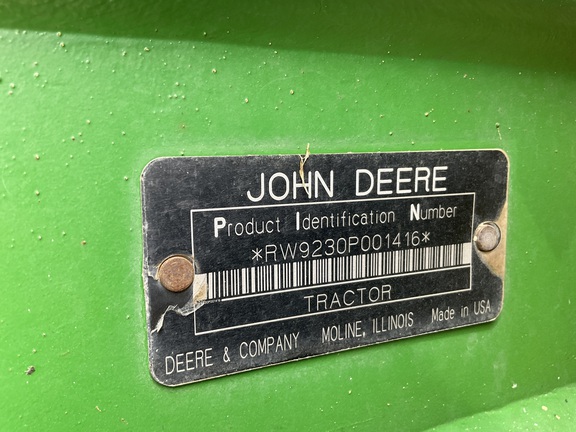 JOHN DEERE
Product Identification Number
*RW9230P001416*
TRACTOR
DEERE & COMPANY MOLINE, ILLINOIS Made in USA